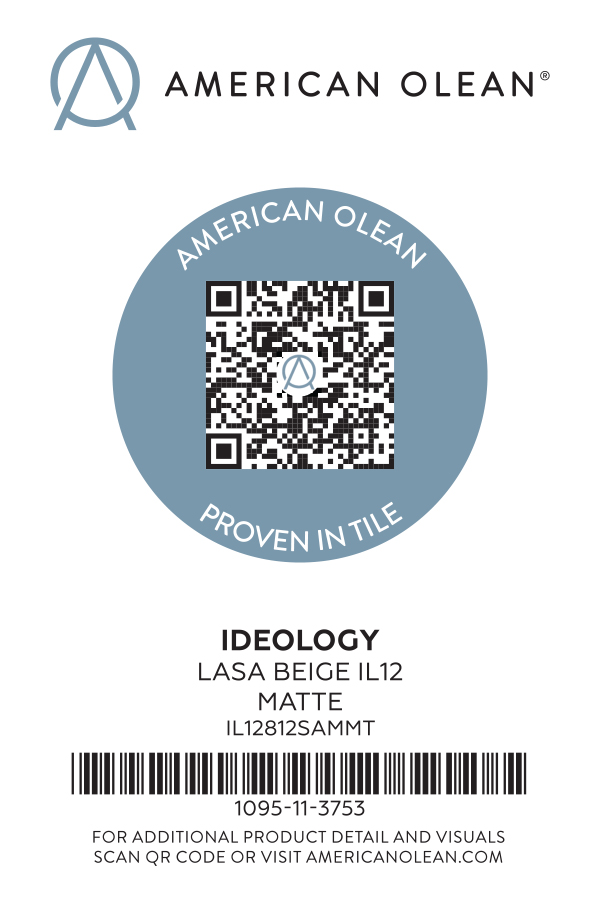 AMERICAN OLEAN®
AMERICAN OLEAN
PROVEN IN TILE
IDEOLOGY
LASA BEIGE IL12
MATTE
IL12812SAMMT
1095-11-3753
FOR ADDITIONAL PRODUCT DETAIL AND VISUALS
SCAN QR CODE OR VISIT AMERICANOLEAN.COM